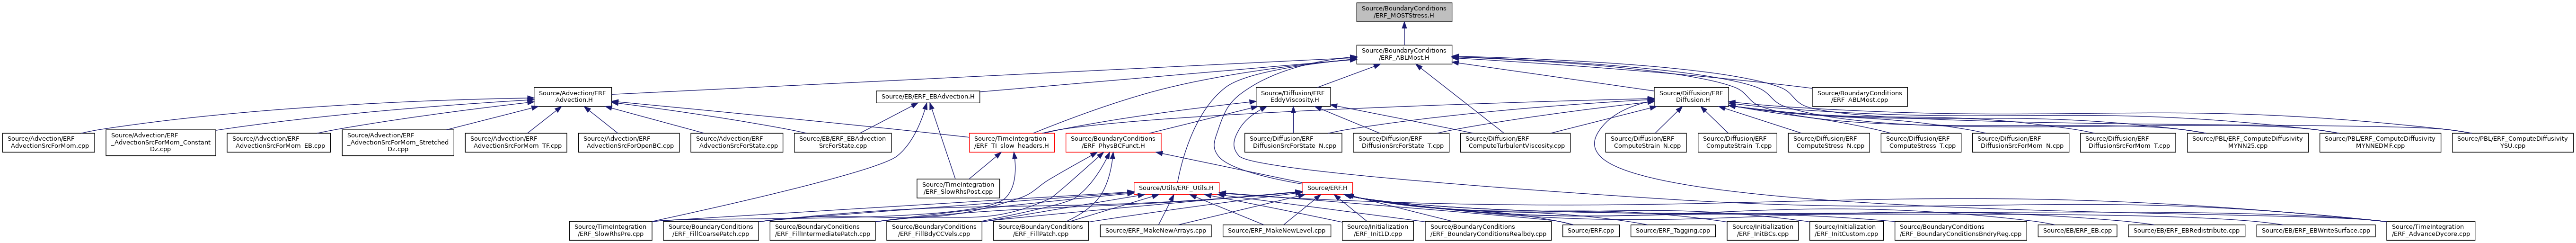 Source/BoundaryConditions
/ERF_MOSTStress.H
Source/BoundaryConditions
/ERF_ABLMost.H
Source/Advection/ERF
_Advection.H
Source/EB/ERF_EBAdvection.H
Source/Diffusion/ERF
_EddyViscosity.H
Source/Diffusion/ERF
_Diffusion.H
Source/BoundaryConditions
/ERF_ABLMost.cpp
Source/Advection/ERF
_AdvectionSrcForMom.cpp
Source/Advection/ERF
_AdvectionSrcForMom_Constant
Dz.cpp
Source/Advection/ERF
_AdvectionSrcForMom_EB.cpp
Source/Advection/ERF
_AdvectionSrcForMom_Stretched
Dz.cpp
Source/Advection/ERF
_AdvectionSrcForMom_TF.cpp
Source/Advection/ERF
_AdvectionSrcForOpenBC.cpp
Source/Advection/ERF
_AdvectionSrcForState.cpp
Source/EB/ERF_EBAdvection
SrcForState.cpp
Source/TimeIntegration
/ERF_TI_slow_headers.H
Source/BoundaryConditions
/ERF_PhysBCFunct.H
Source/Diffusion/ERF
_DiffusionSrcForState_N.cpp
Source/Diffusion/ERF
_DiffusionSrcForState_T.cpp
Source/Diffusion/ERF
_ComputeTurbulentViscosity.cpp
Source/Diffusion/ERF
_ComputeStrain_N.cpp
Source/Diffusion/ERF
_ComputeStrain_T.cpp
Source/Diffusion/ERF
_ComputeStress_N.cpp
Source/Diffusion/ERF
_ComputeStress_T.cpp
Source/Diffusion/ERF
_DiffusionSrcForMom_N.cpp
Source/Diffusion/ERF
_DiffusionSrcForMom_T.cpp
Source/PBL/ERF_ComputeDiffusivity
MYNN25.cpp
Source/PBL/ERF_ComputeDiffusivity
MYNNEDMF.cpp
Source/PBL/ERF_ComputeDiffusivity
YSU.cpp
Source/TimeIntegration
/ERF_SlowRhsPost.cpp
Source/Utils/ERF_Utils.H
Source/ERF.H
Source/TimeIntegration
/ERF_SlowRhsPre.cpp
Source/BoundaryConditions
/ERF_FillCoarsePatch.cpp
Source/BoundaryConditions
/ERF_FillIntermediatePatch.cpp
Source/BoundaryConditions
/ERF_FillBdyCCVels.cpp
Source/BoundaryConditions
/ERF_FillPatch.cpp
Source/ERF_MakeNewArrays.cpp
Source/ERF_MakeNewLevel.cpp
Source/Initialization
/ERF_Init1D.cpp
Source/BoundaryConditions
/ERF_BoundaryConditionsRealbdy.cpp
Source/ERF.cpp
Source/ERF_Tagging.cpp
Source/Initialization
/ERF_InitBCs.cpp
Source/Initialization
/ERF_InitCustom.cpp
Source/BoundaryConditions
/ERF_BoundaryConditionsBndryReg.cpp
Source/EB/ERF_EB.cpp
Source/EB/ERF_EBRedistribute.cpp
Source/EB/ERF_EBWriteSurface.cpp
Source/TimeIntegration
/ERF_AdvanceDycore.cpp